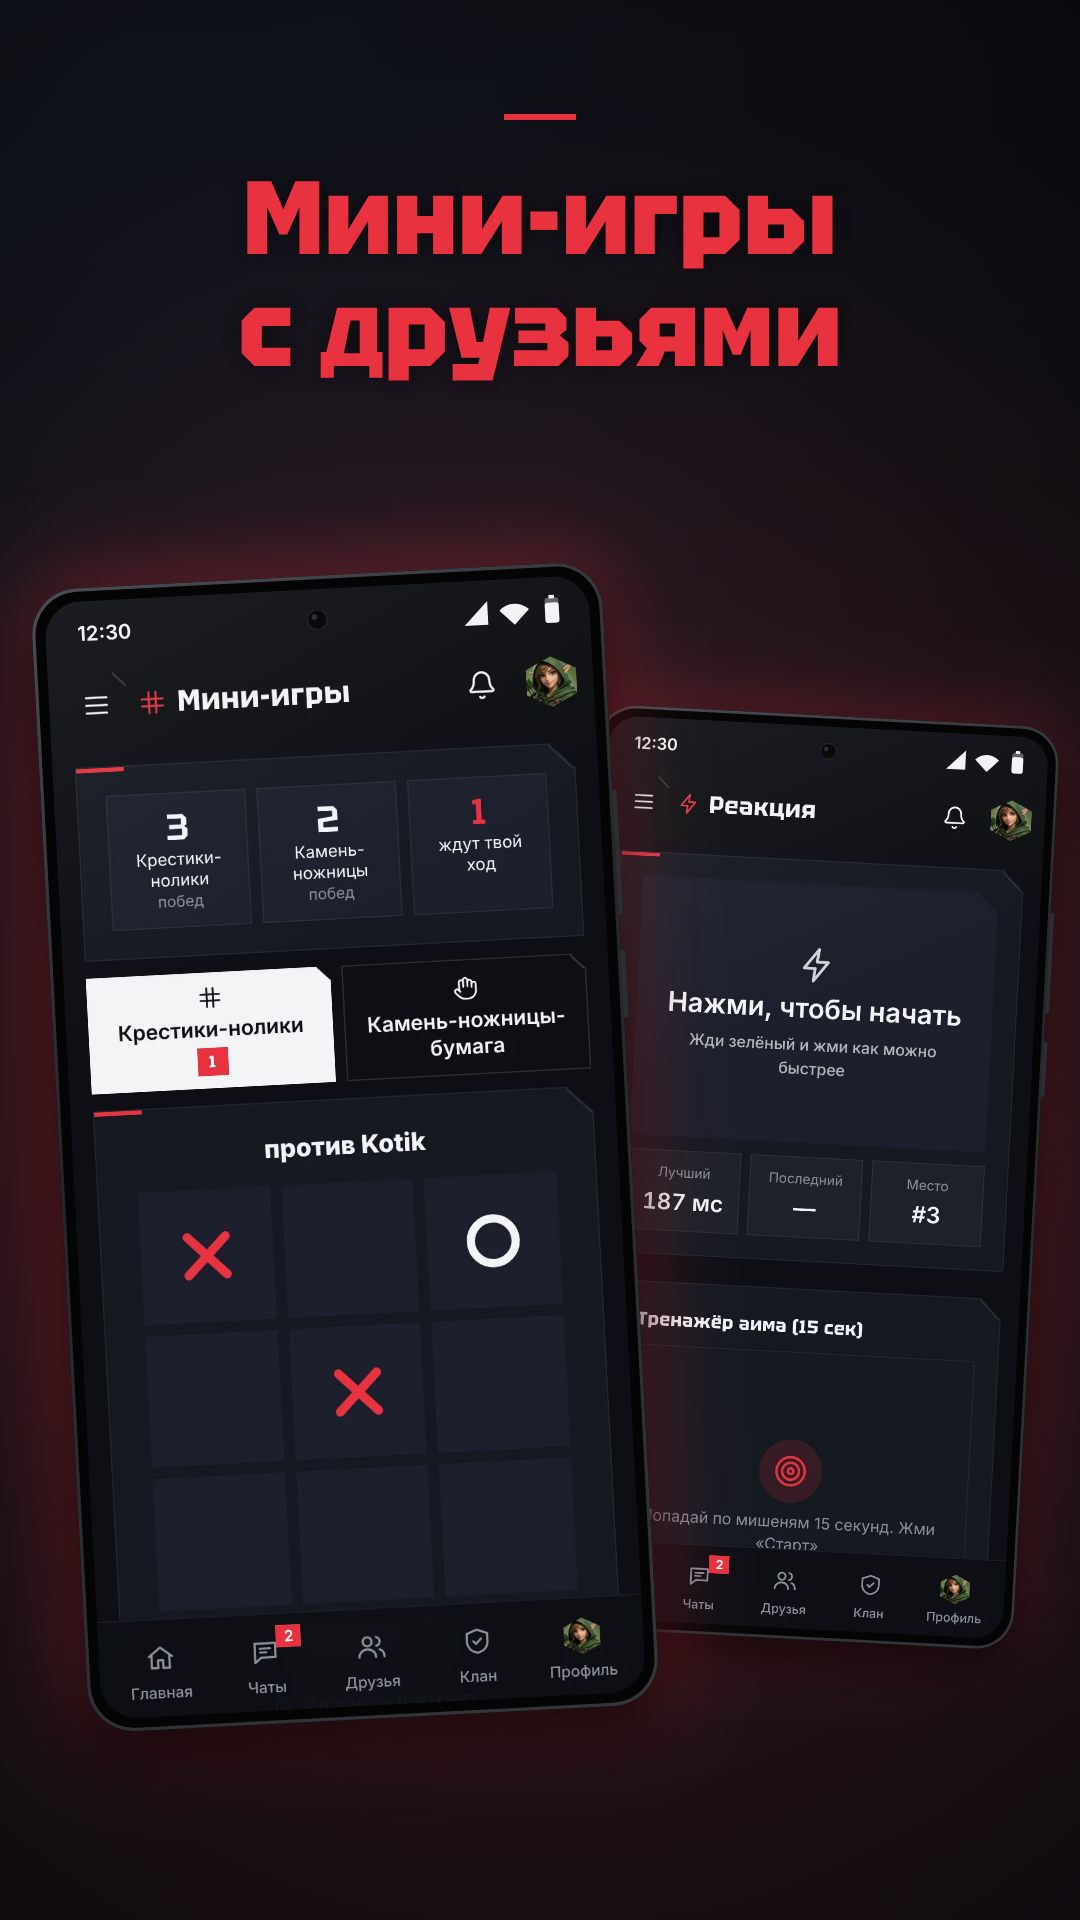 Мини-игры
с друзьями
12:30
Мини-игры
3
Крестики-
нолики
побед
2
Камень-
ножницы
побед
1
ждут твой
ход
Крестики-нолики
1
Камень-ножницы-
бумага
против Kotik
Главная
2
Чаты
Друзья
Клан
Профиль
12:30
Реакция
Нажми, чтобы начать
Жди зелёный и жми как можно
быстрее
Лучший
187 мс
Последний
—
Место
#3
Тренажёр аима (15 сек)
Попадай по мишеням 15 секунд. Жми
«Старт»
2
Чаты
Друзья
Клан
Профиль